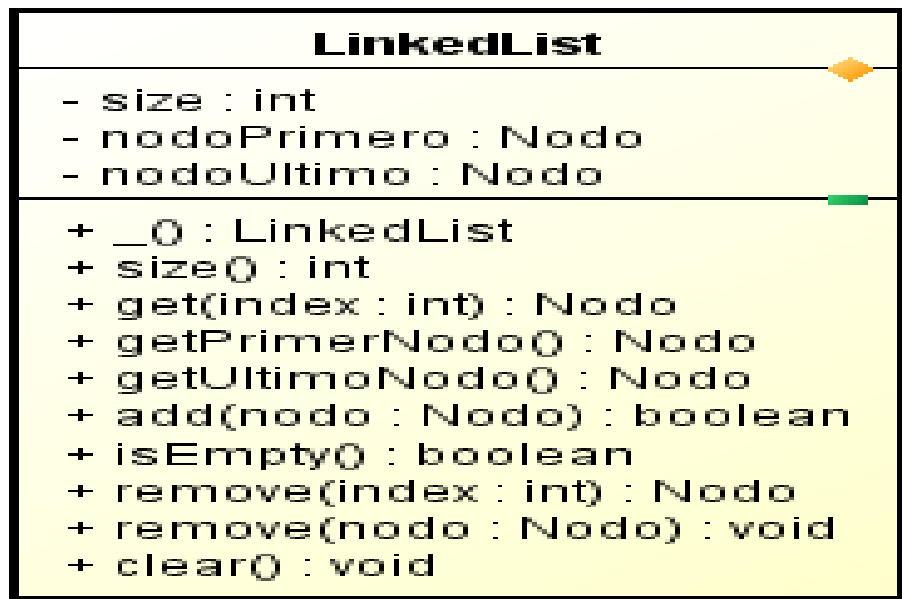 LinkedList
- size : int
- nodoPrimero : Nodo
- nodoUltimo : Nodo
+ _() : LinkedList
+ size() : int
+ get(index : int) : Nodo
+ getPrimerNodo() : Nodo
+ getUltimoNodo() : Nodo
+ add(nodo : Nodo) : boolean
+ isEmpty() : boolean
+ remove(index : int) : Nodo
+ remove(nodo : Nodo) : void
+ clear() : void